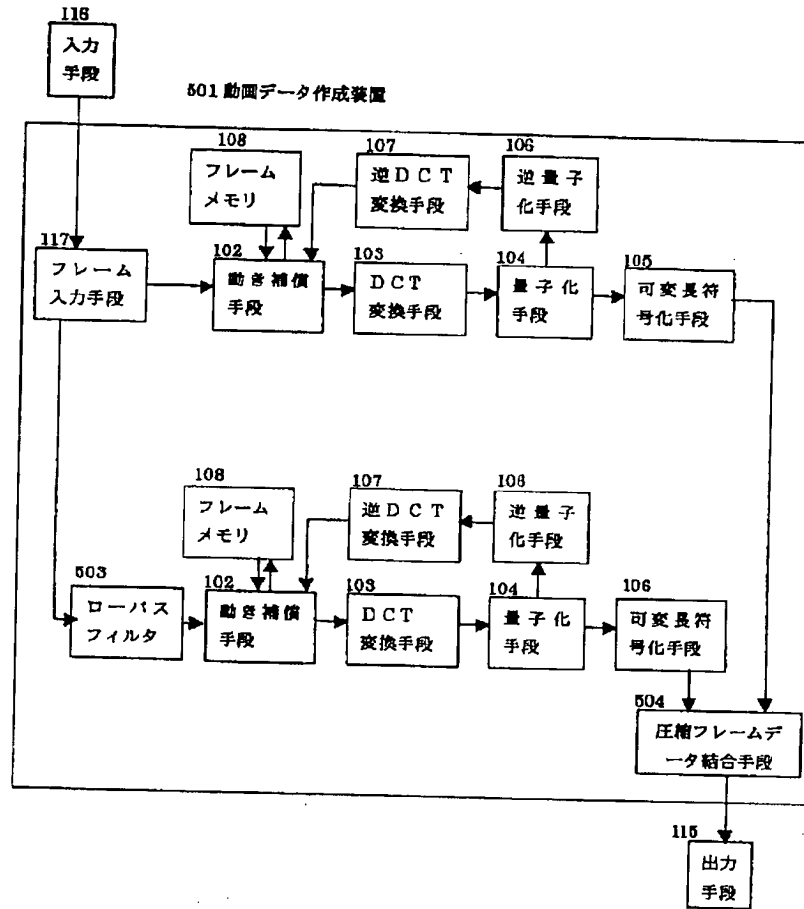 116
入力
手段
501 動画データ作成装置
108
フレーム
メモリ
107
逆DCT
変換手段
106
逆量子
化手段
117
フレーム
入力手段
102
動き補償
手段
103
DCT
変換手段
104
量子化
手段
105
可変長符
号化手段
108
フレーム
メモリ
107
逆DCT
変換手段
106
逆量子
化手段
503
ローパス
フィルタ
102
動き補償
手段
103
DCT
変換手段
104
量子化
手段
106
可変長符
号化手段
504
圧縮フレームデ
ータ結合手段
115
出力
手段